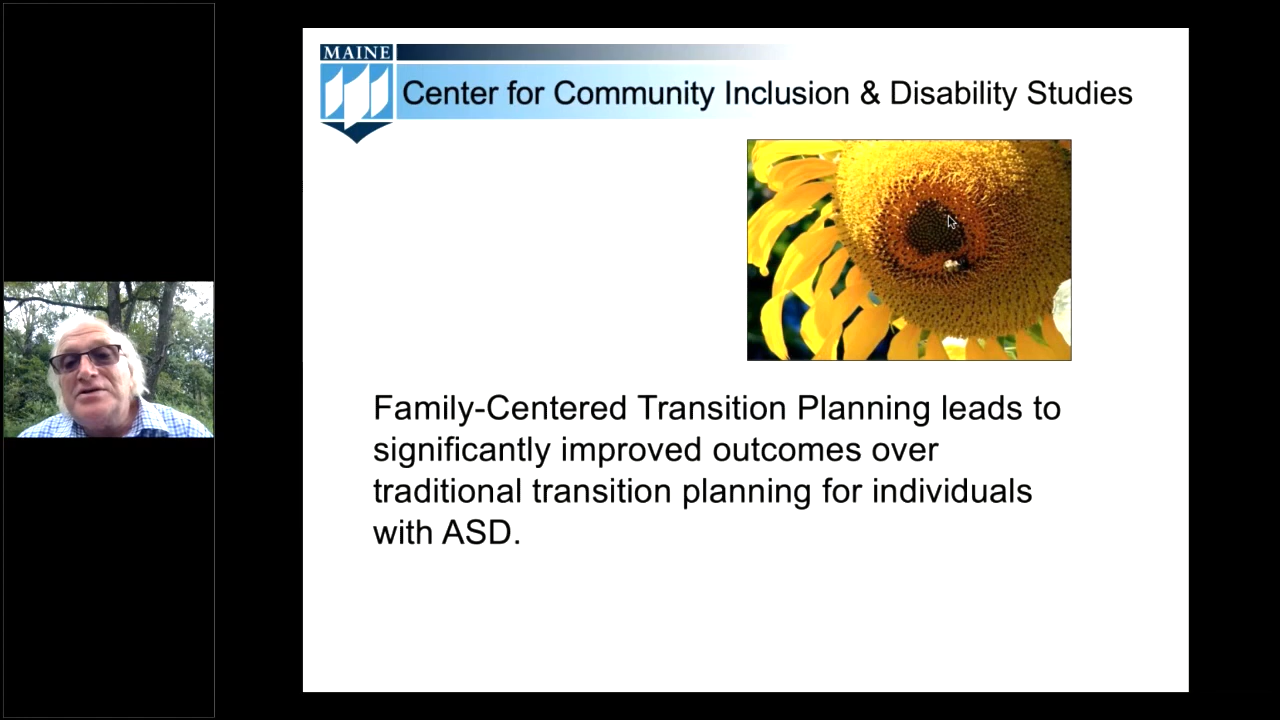 MAINE
Center for Community Inclusion & Disability Studies
Family-Centered Transition Planning leads to
significantly improved outcomes over
traditional transition planning for individuals
with ASD.